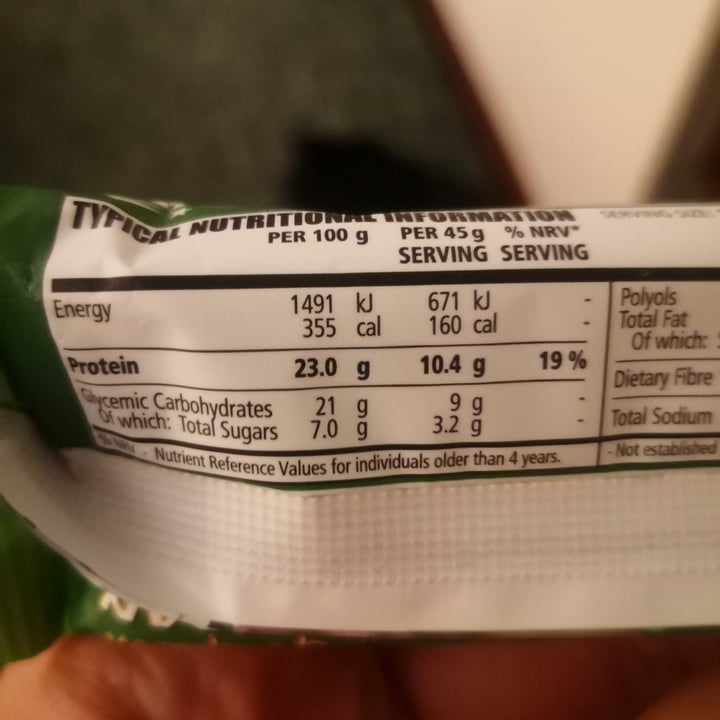 TYPICAL NUTRITIONAL INFORMATION
PER 100 g PER 45 g % NRV*
SERVING SERVING
Energy 1491 kJ 671 kJ -
355 cal 160 cal -
Protein 23.0 g 10.4 g 19 %
Glycemic Carbohydrates 21 g 9 g -
Of which: Total Sugars 7.0 g 3.2 g -
- Nutrient Reference Values for individuals older than 4 years.
SERVING SIZE:
Polyols
Total Fat
Of which:
Dietary Fibre
Total Sodium
- Not established